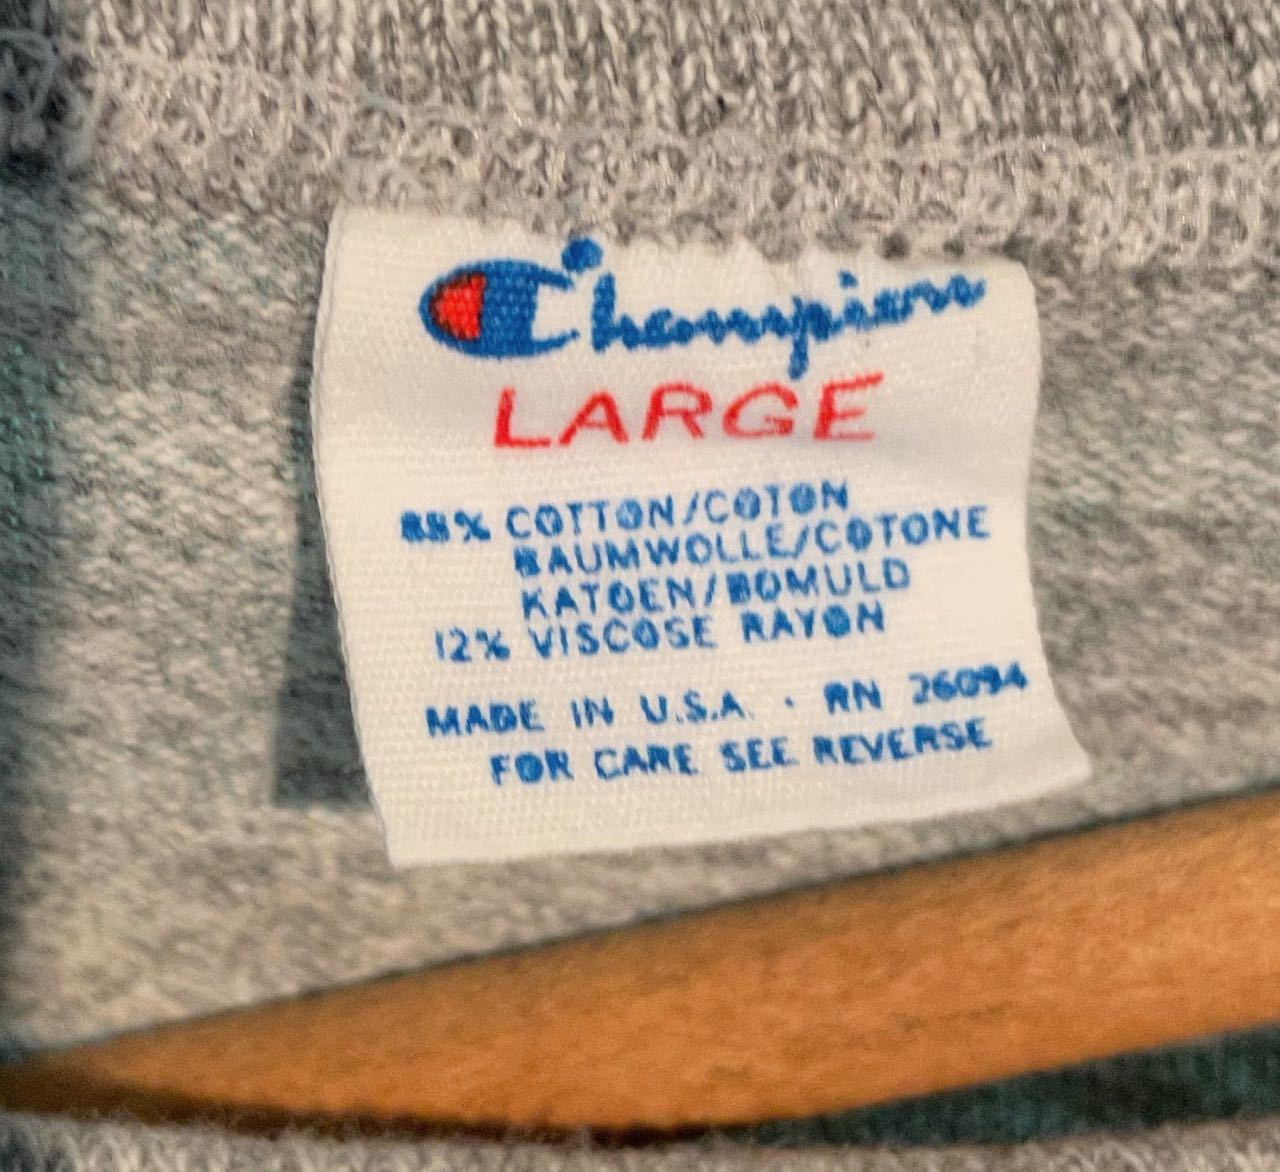 Champion
LARGE
88% COTTON/COTON
BAUMWOLLE/COTONE
KATOEN/BOMULD
12% VISCOSE RAYON
MADE IN U.S.A. · RN 26094
FOR CARE SEE REVERSE